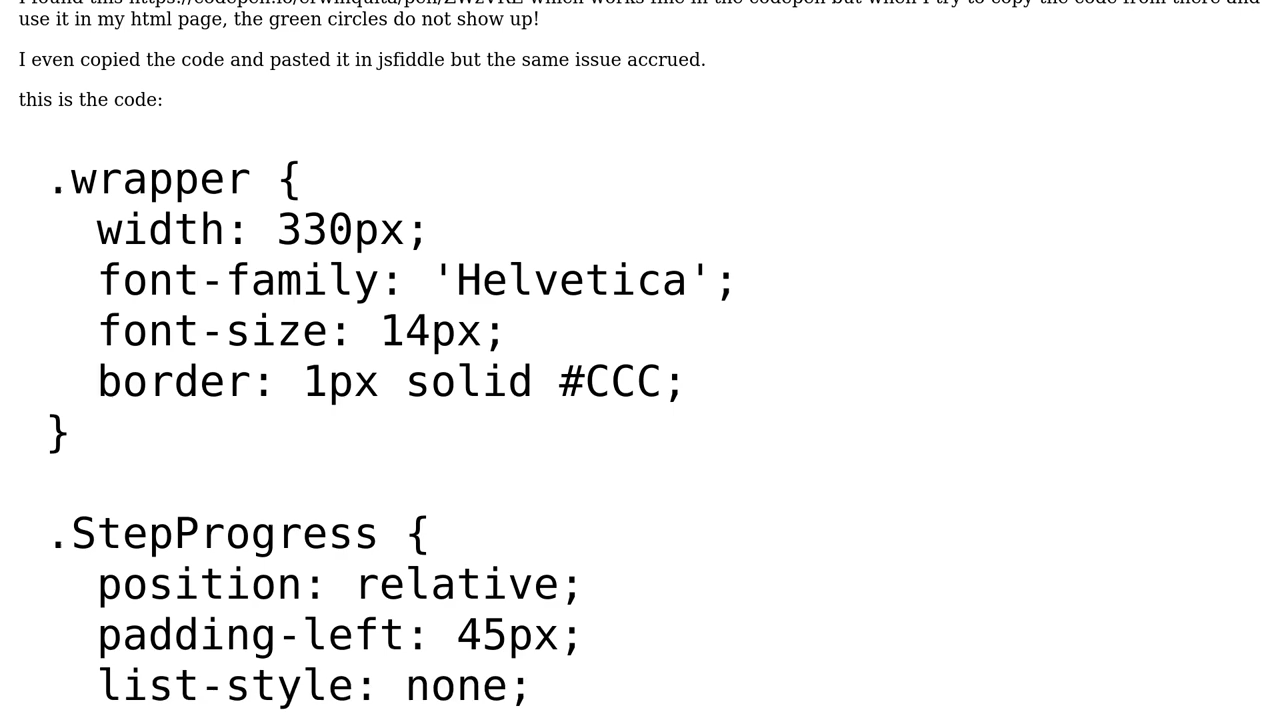 use it in my html page, the green circles do not show up!
I even copied the code and pasted it in jsfiddle but the same issue accrued.
this is the code:
.wrapper {
width: 330px;
font-family: 'Helvetica';
font-size: 14px;
border: 1px solid #CCC;
}
.StepProgress {
position: relative;
padding-left: 45px;
list-style: none;